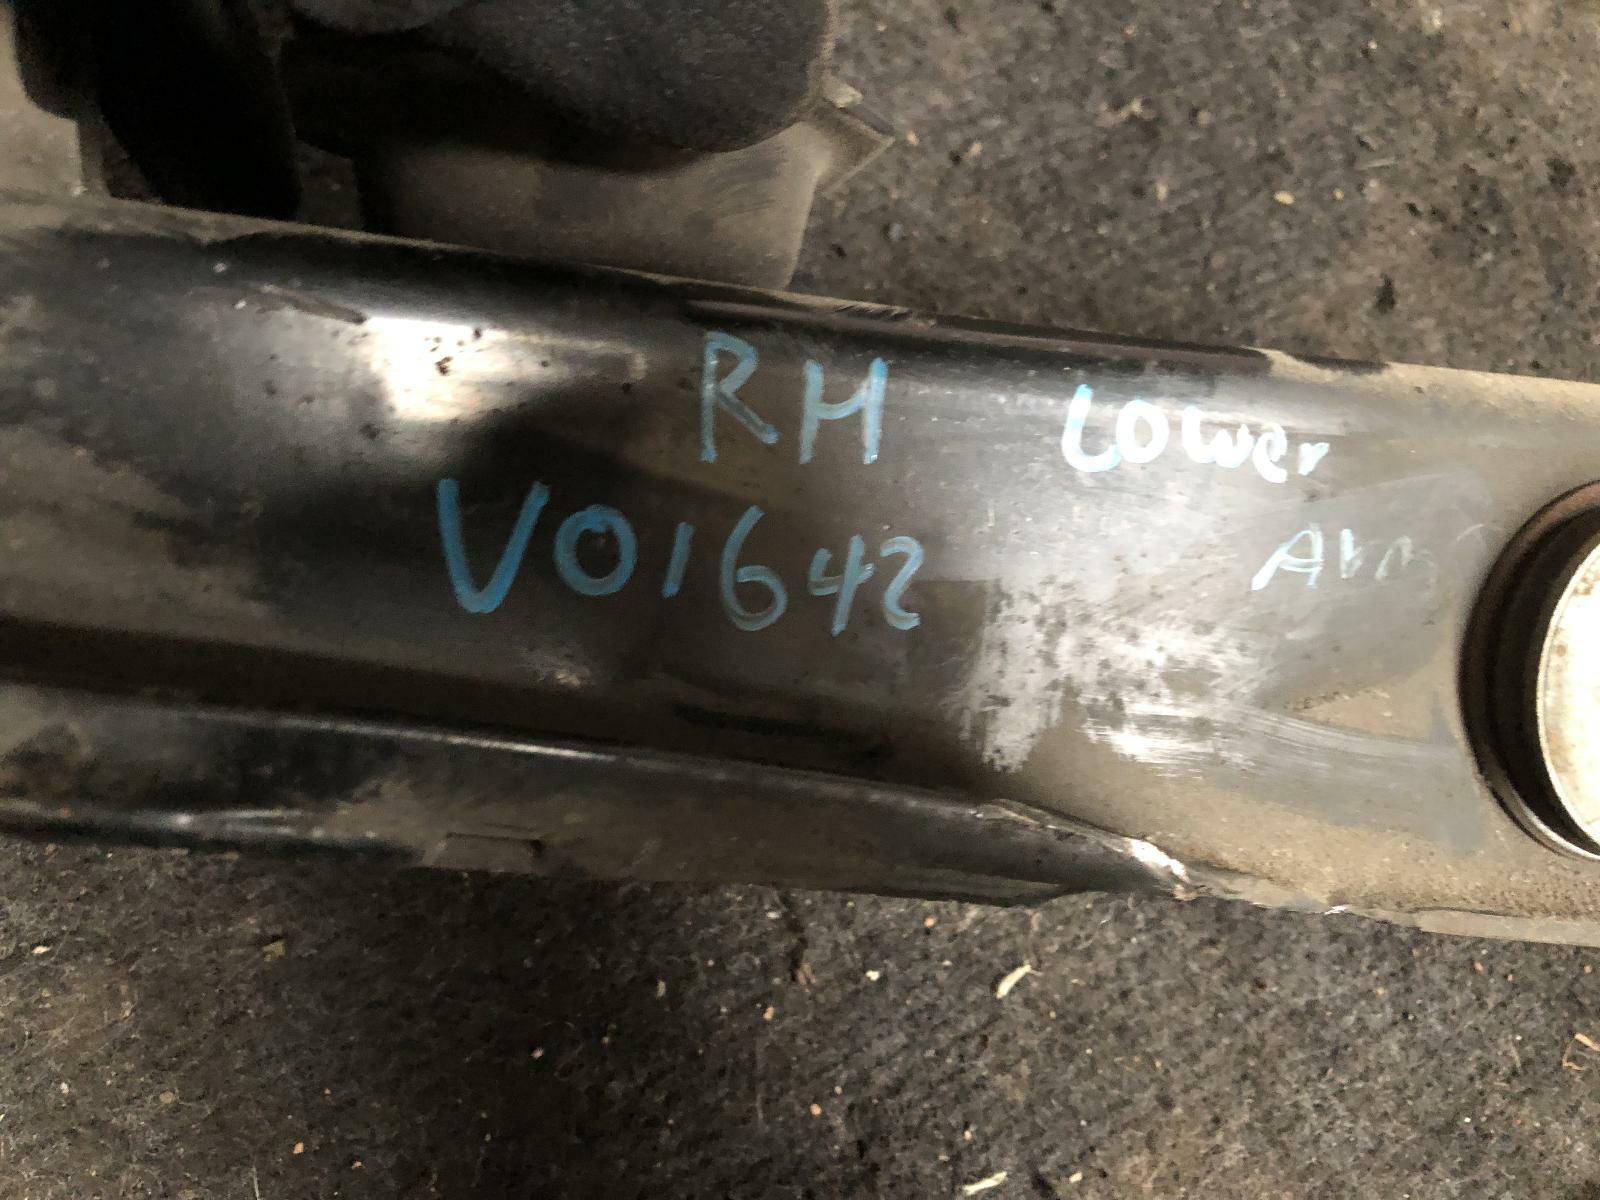 RH Lower
V01642 Arm